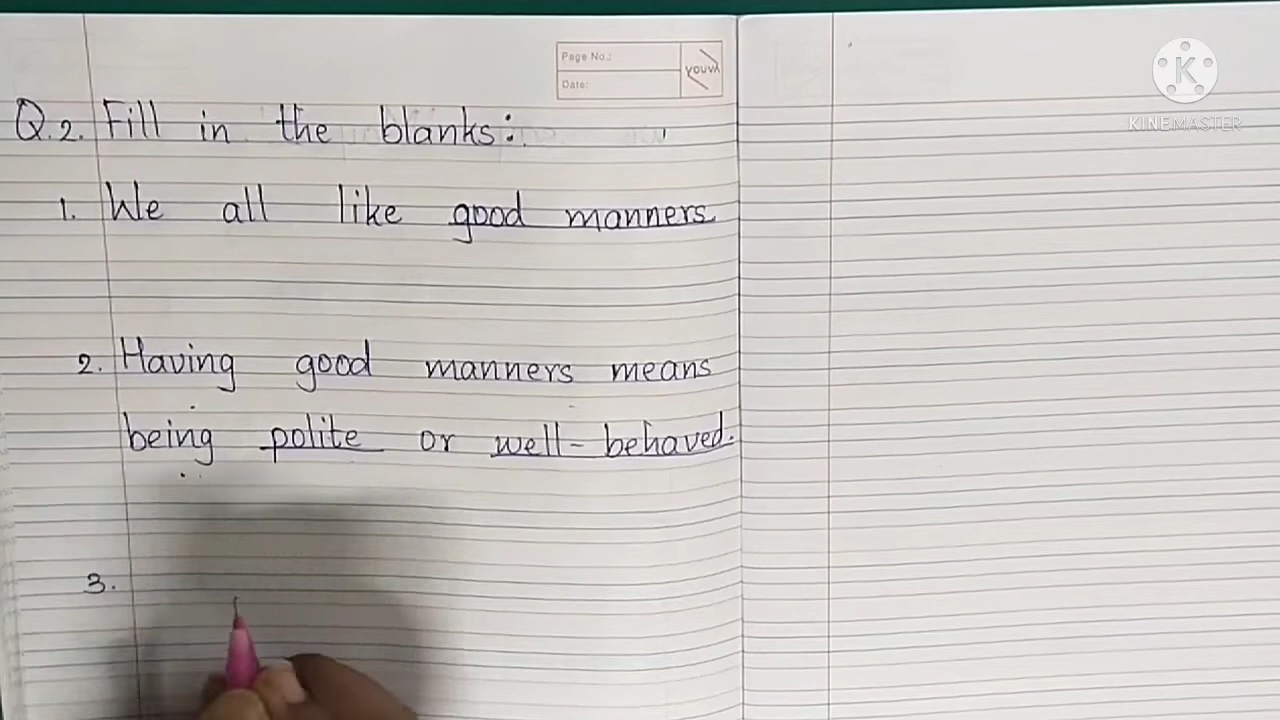 Page No.:
Date:
YOUVA
K
KINEMASTER
Q.2. Fill in the blanks:
1. We all like good manners
2. Having good manners means
being polite or well-behaved.
3.